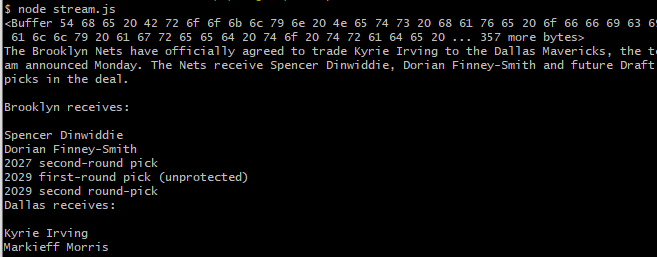 $ node stream.js
<Buffer 54 68 65 20 42 72 6f 6f 6b 6c 79 6e 20 4e 65 74 73 20 68 61 76 65 20 6f 66 66 69 63 69
61 6c 6c 79 20 61 67 72 65 65 64 20 74 6f 20 74 72 61 64 65 20 ... 357 more bytes>
The Brooklyn Nets have officially agreed to trade Kyrie Irving to the Dallas Mavericks, the te
am announced Monday. The Nets receive Spencer Dinwiddie, Dorian Finney-Smith and future Draft
picks in the deal.
Brooklyn receives:
Spencer Dinwiddie
Dorian Finney-Smith
2027 second-round pick
2029 first-round pick (unprotected)
2029 second round-pick
Dallas receives:
Kyrie Irving
Markieff Morris